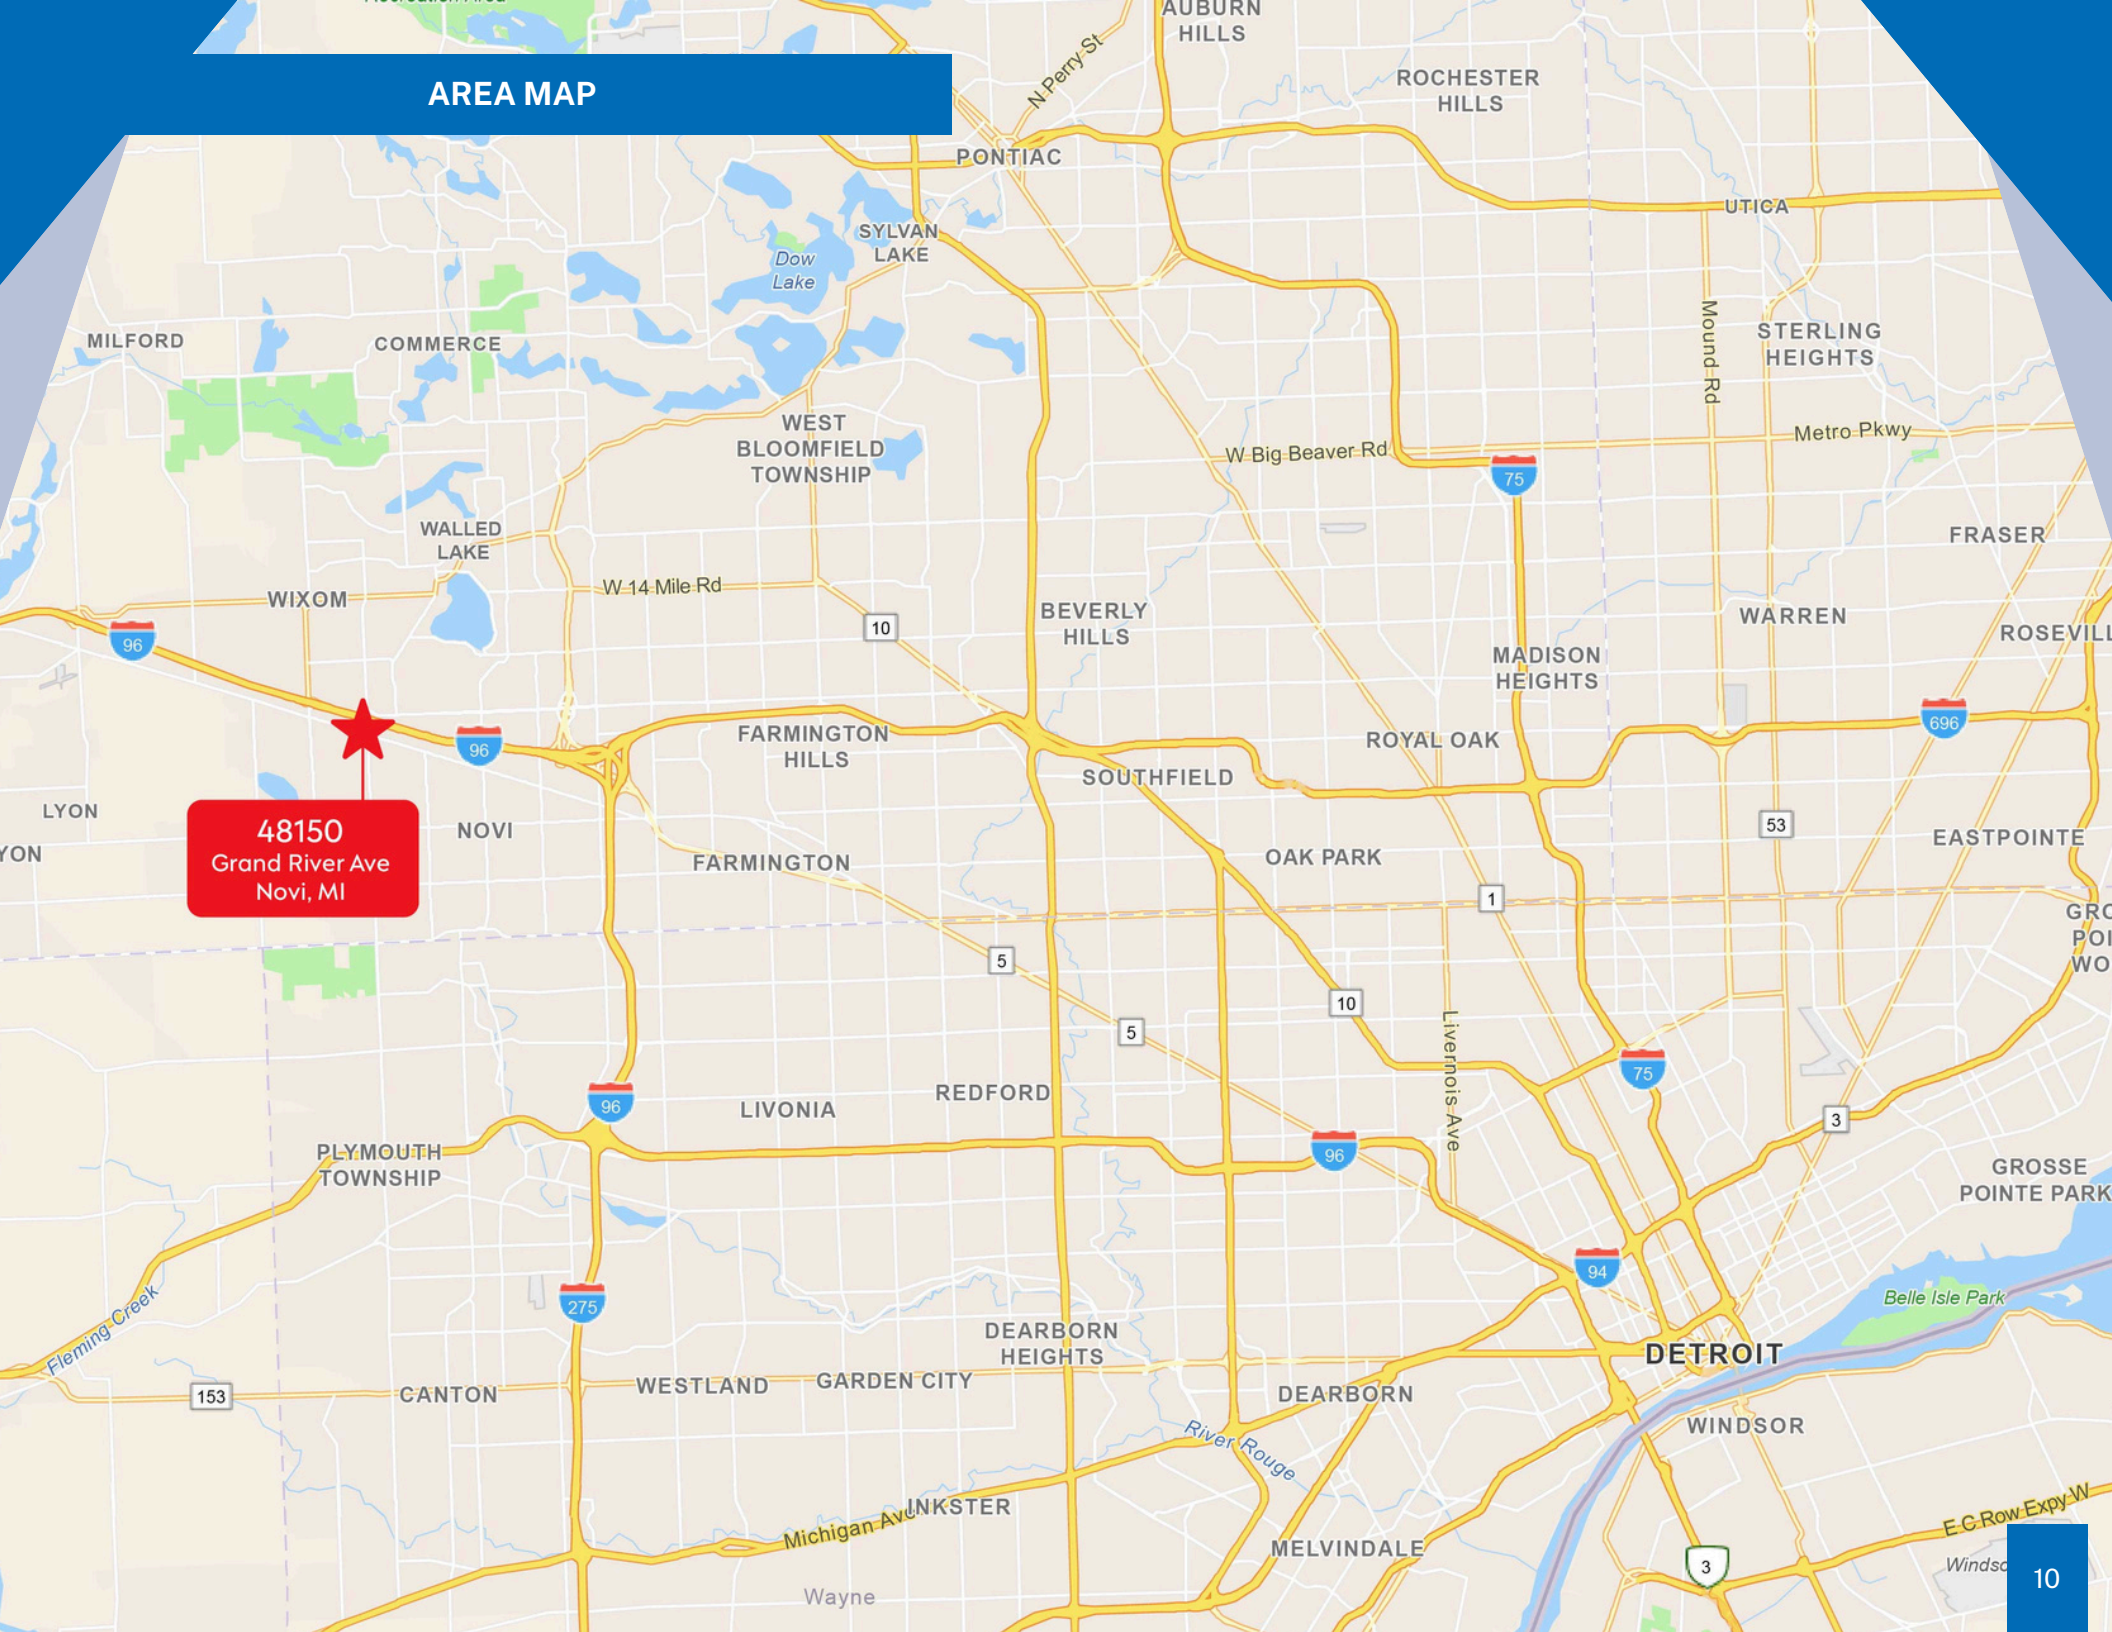 AUBURN
HILLS
N Perry St
ROCHESTER
HILLS
AREA MAP
PONTIAC
UTICA
SYLVAN
LAKE
Dow
Lake
MILFORD
COMMERCE
Mound Rd
STERLING
HEIGHTS
WEST
BLOOMFIELD
TOWNSHIP
W Big Beaver Rd
Metro Pkwy
75
WALLED
LAKE
FRASER
WIXOM
W 14 Mile Rd
10
BEVERLY
HILLS
WARREN
ROSEVILL
96
MADISON
HEIGHTS
696
FARMINGTON
HILLS
ROYAL OAK
96
SOUTHFIELD
LYON
48150
Grand River Ave
Novi, MI
NOVI
53
EASTPOINTE
YON
FARMINGTON
OAK PARK
1
GRO
POI
WO
5
10
5
Livernois Ave
75
96
LIVONIA
REDFORD
3
PLYMOUTH
TOWNSHIP
96
GROSSE
POINTE PARK
94
Fleming Creek
275
Belle Isle Park
DEARBORN
HEIGHTS
DETROIT
153
CANTON
WESTLAND
GARDEN CITY
DEARBORN
River Rouge
WINDSOR
Michigan Ave
INKSTER
E C Row Expy W
MELVINDALE
3
Windso
Wayne
10